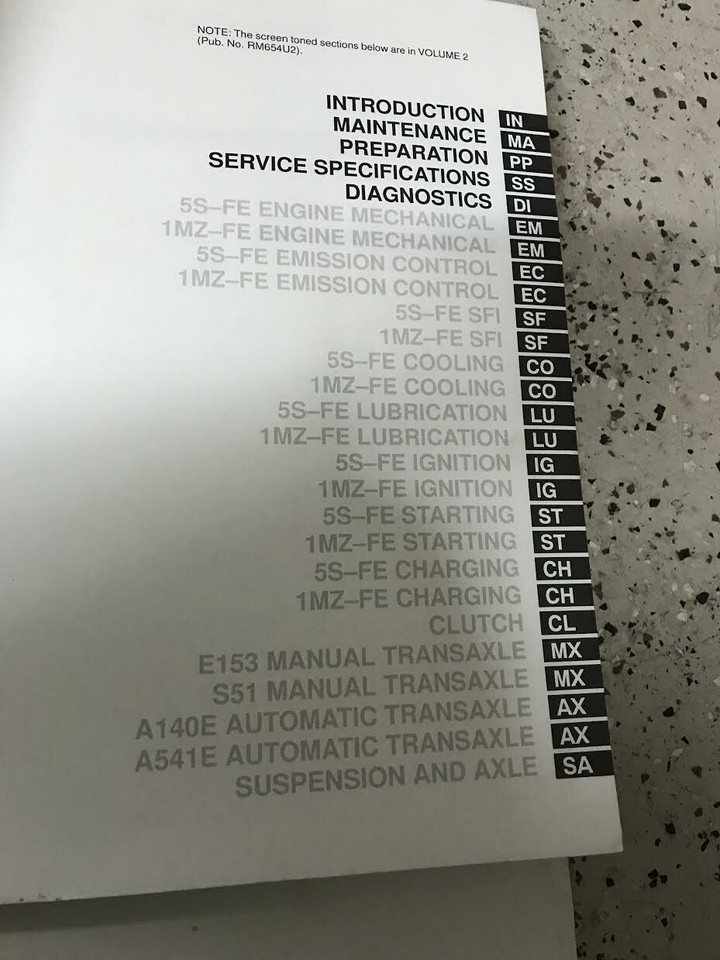 NOTE: The screen toned sections below are in VOLUME 2
(Pub. No. RM654U2).
INTRODUCTION IN
MAINTENANCE MA
PREPARATION PP
SERVICE SPECIFICATIONS SS
DIAGNOSTICS DI
5S–FE ENGINE MECHANICAL EM
1MZ–FE ENGINE MECHANICAL EM
5S–FE EMISSION CONTROL EC
1MZ–FE EMISSION CONTROL EC
5S–FE SFI SF
1MZ–FE SFI SF
5S–FE COOLING CO
1MZ–FE COOLING CO
5S–FE LUBRICATION LU
1MZ–FE LUBRICATION LU
5S–FE IGNITION IG
1MZ–FE IGNITION IG
5S–FE STARTING ST
1MZ–FE STARTING ST
5S–FE CHARGING CH
1MZ–FE CHARGING CH
CLUTCH CL
E153 MANUAL TRANSAXLE MX
S51 MANUAL TRANSAXLE MX
A140E AUTOMATIC TRANSAXLE AX
A541E AUTOMATIC TRANSAXLE AX
SUSPENSION AND AXLE SA